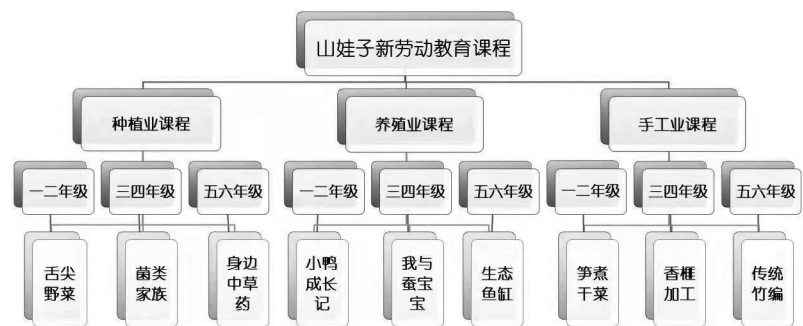 山娃子新劳动教育课程
种植业课程
养殖业课程
手工业课程
一二年级
三四年级
五六年级
一二年级
三四年级
五六年级
一二年级
三四年级
五六年级
舌尖
野菜
菌类
家族
身边
中草
药
小鸭
成长
记
我与
蚕宝
宝
生态
鱼缸
笋煮
干菜
香榧
加工
传统
竹编